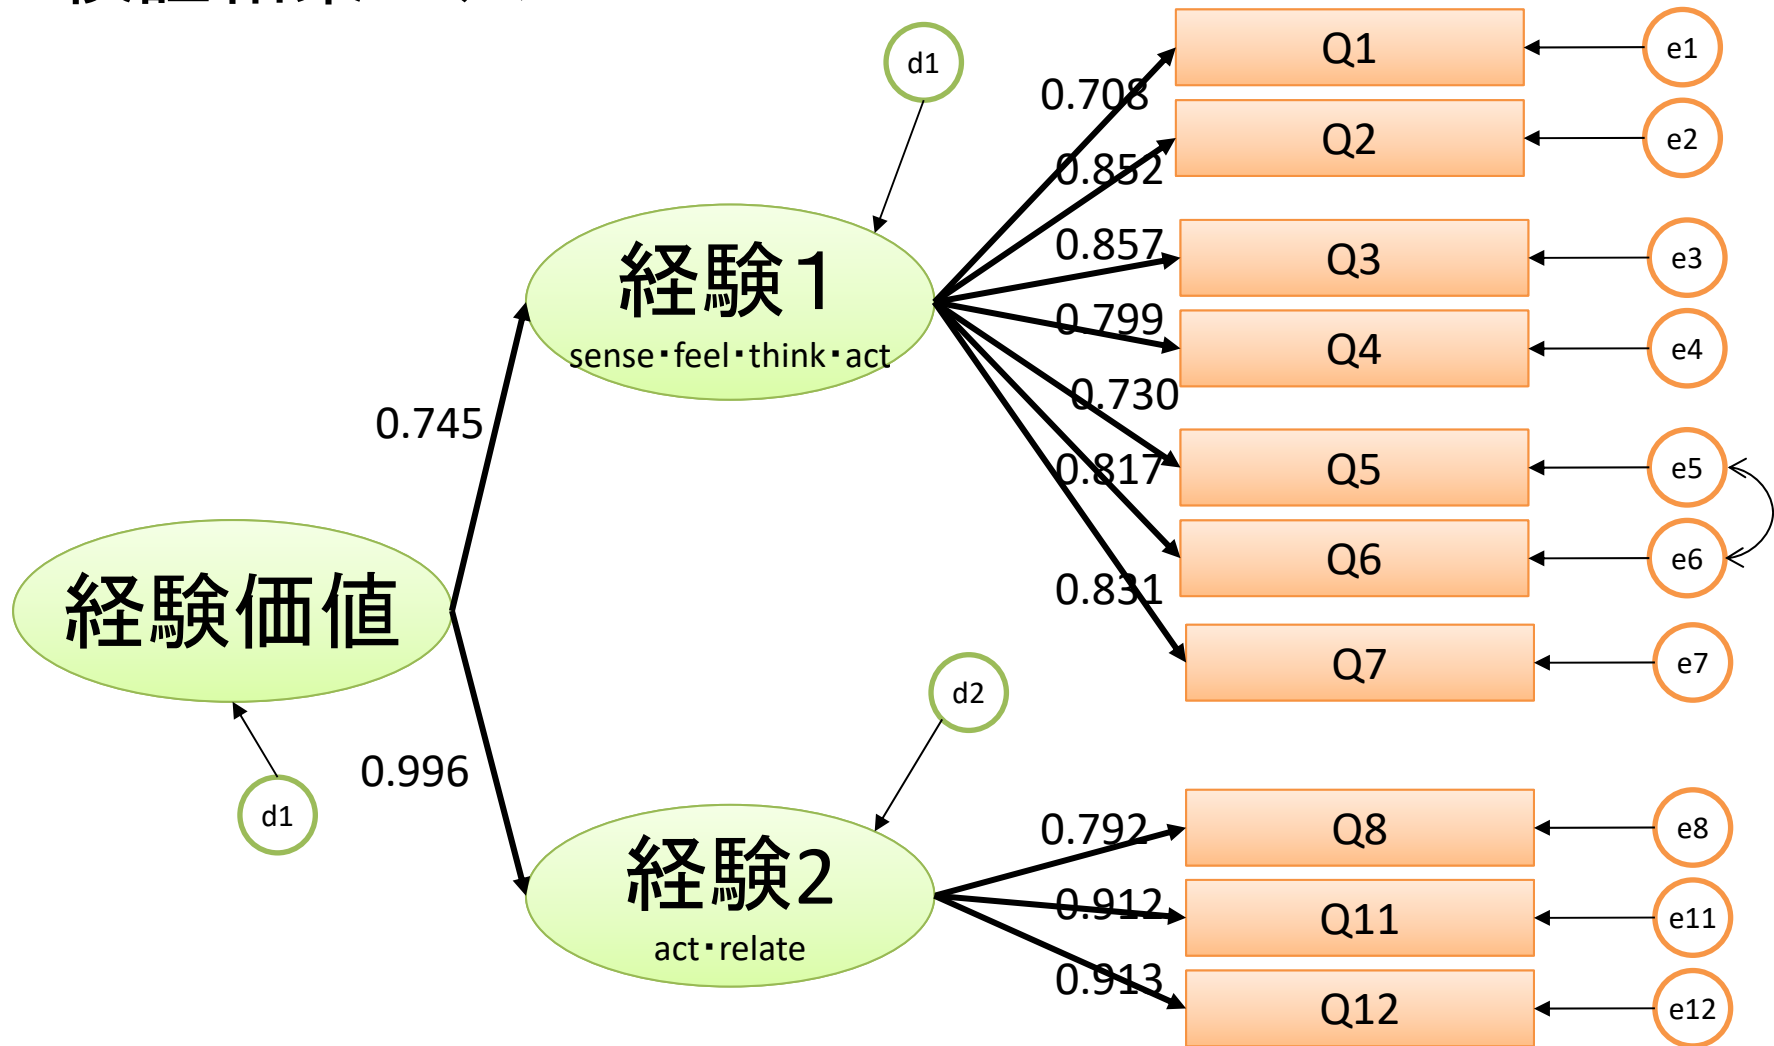 d1
Q1
e1
0.708
Q2
e2
0.852
経験1
sense・feel・think・act
0.857
Q3
e3
0.799
Q4
e4
0.730
0.745
0.817
Q5
e5
Q6
e6
0.831
経験価値
Q7
e7
d2
0.996
d1
0.792
Q8
e8
経験2
act・relate
0.912
Q11
e11
0.913
Q12
e12